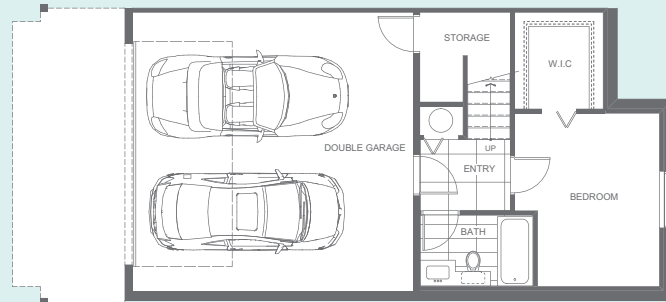 STORAGE
W.I.C
DOUBLE GARAGE
UP
ENTRY
BEDROOM
BATH